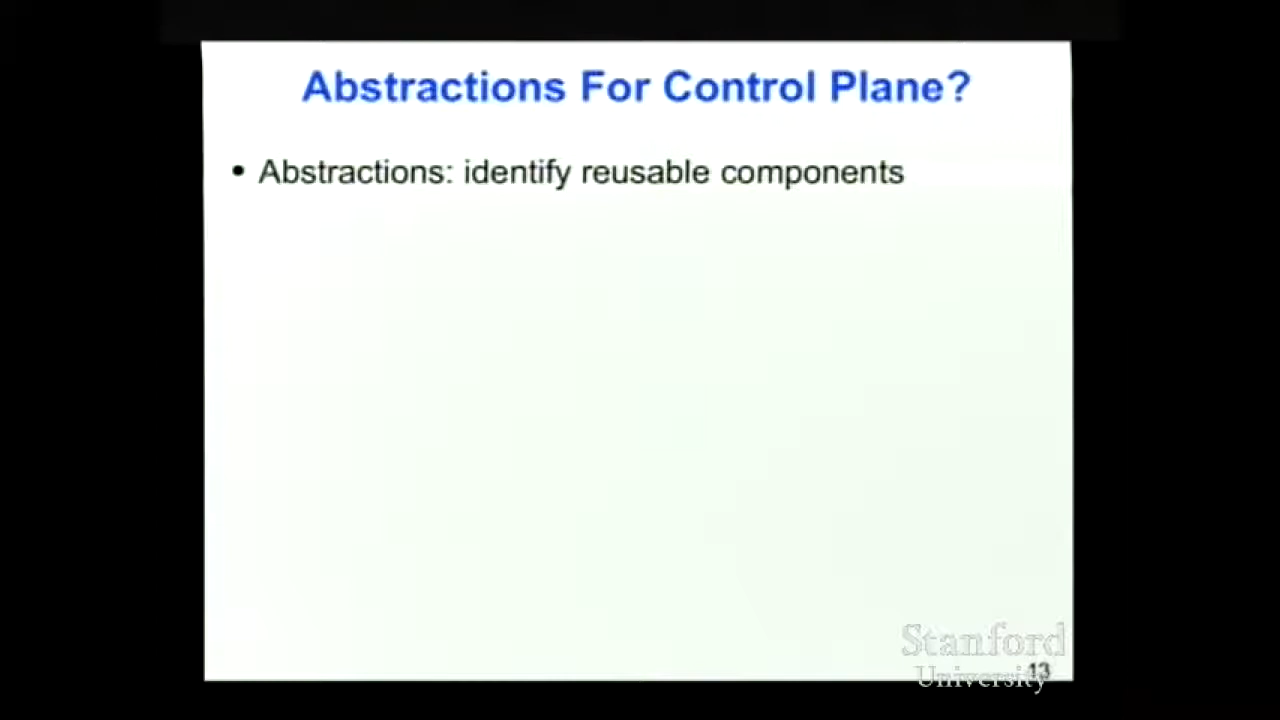 Abstractions For Control Plane?
• Abstractions: identify reusable components
Stanford
University
13